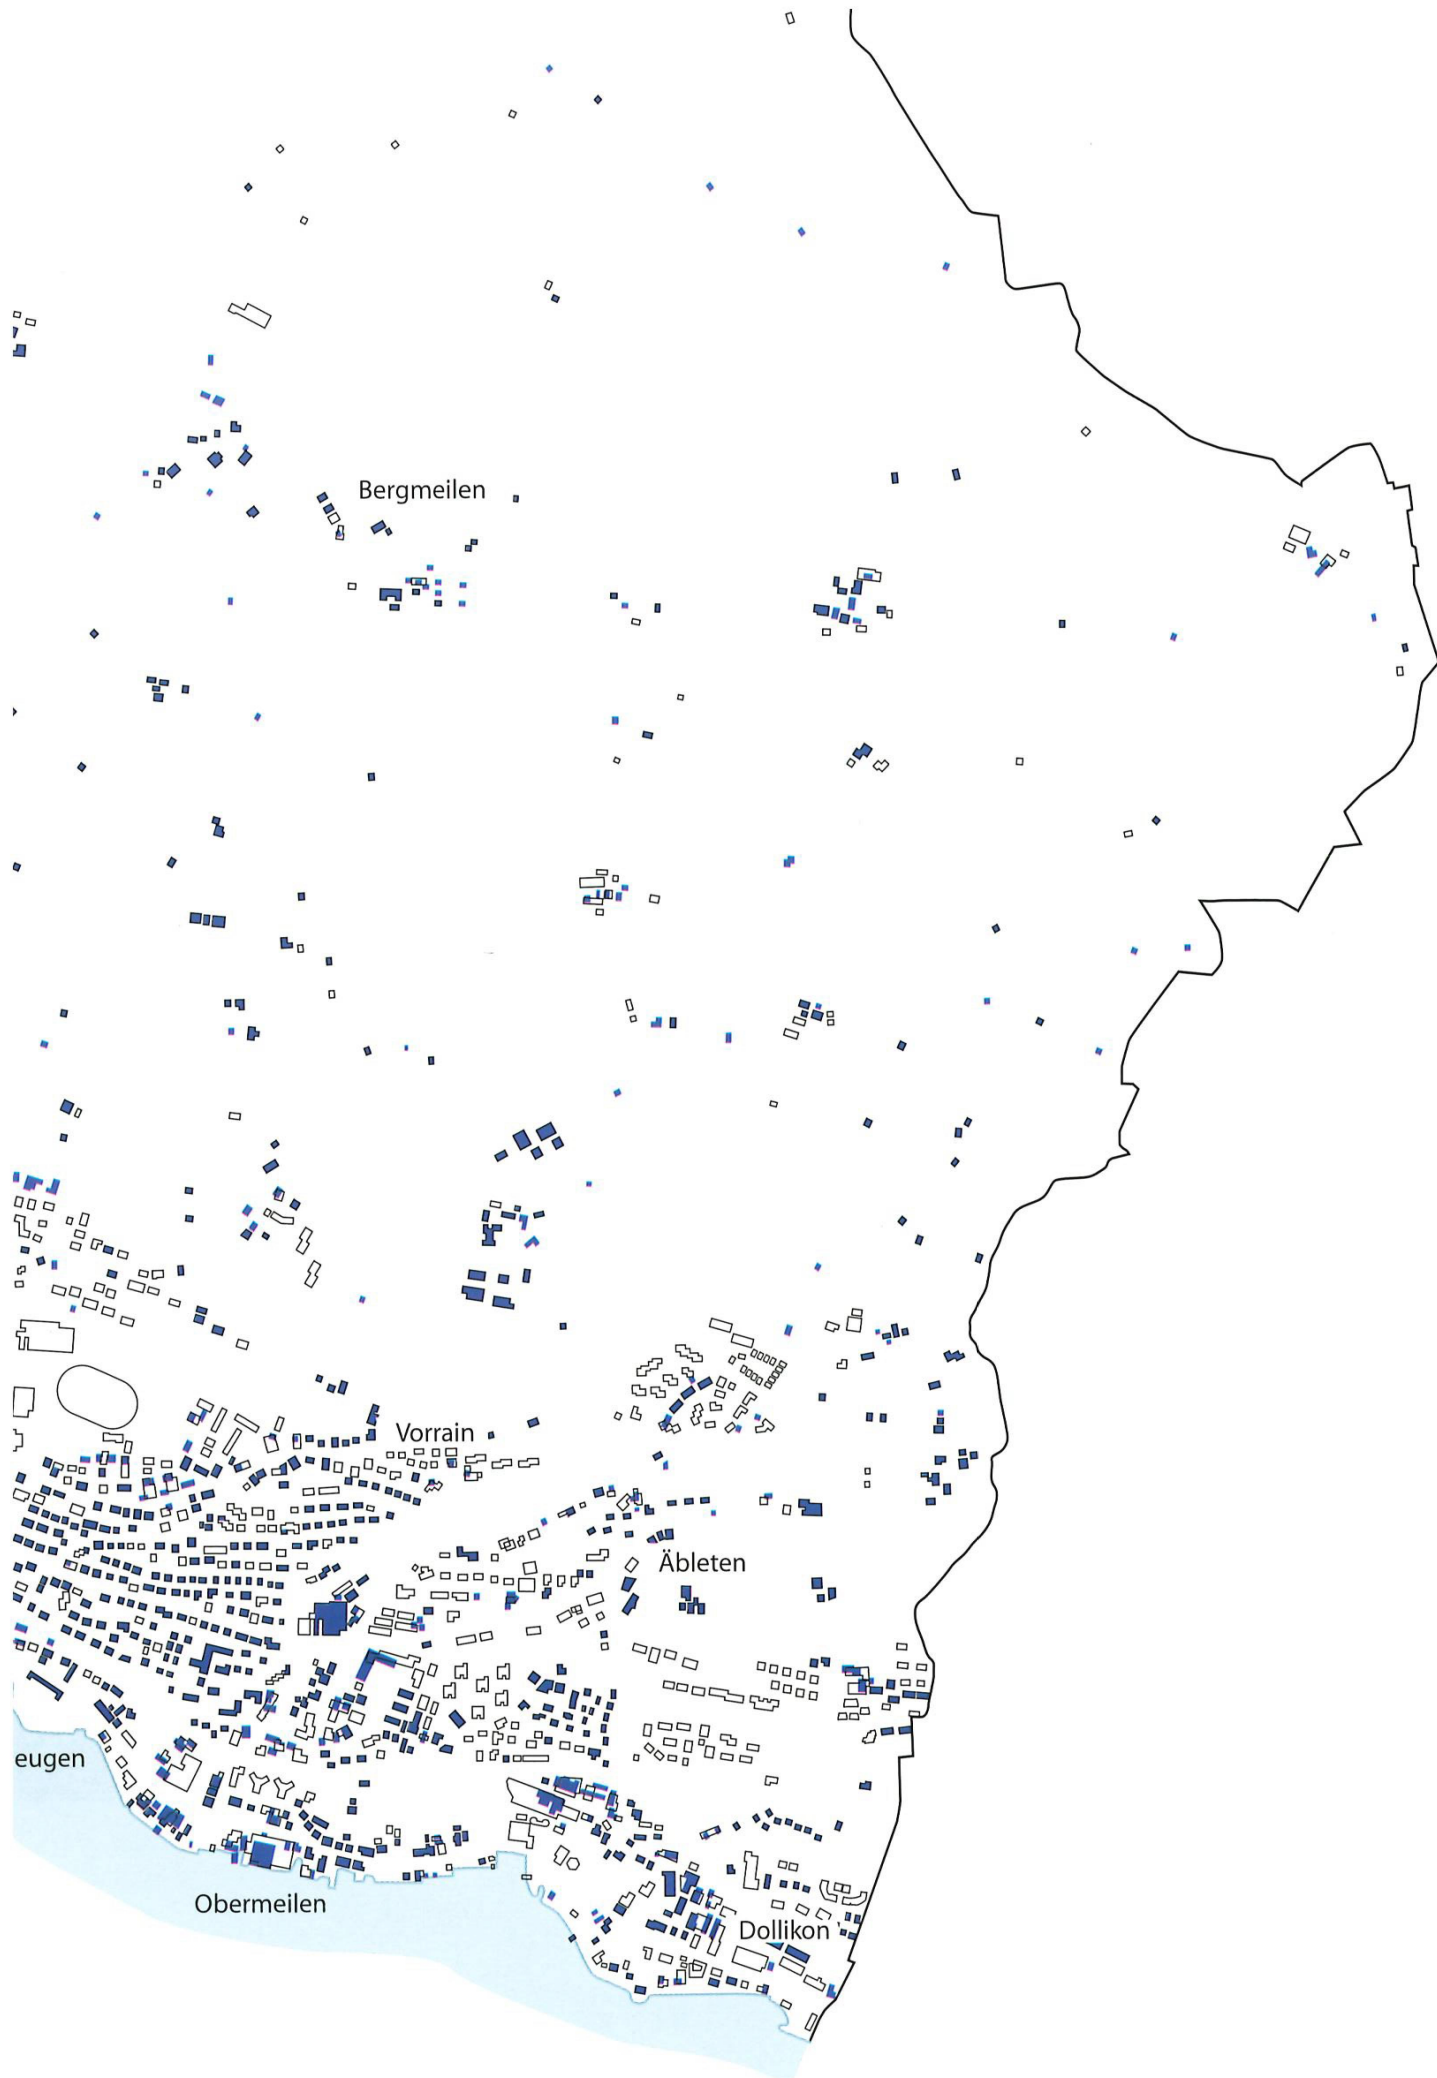 Bergmeilen
Vorrain
Äbleten
eugen
Obermeilen
Dollikon